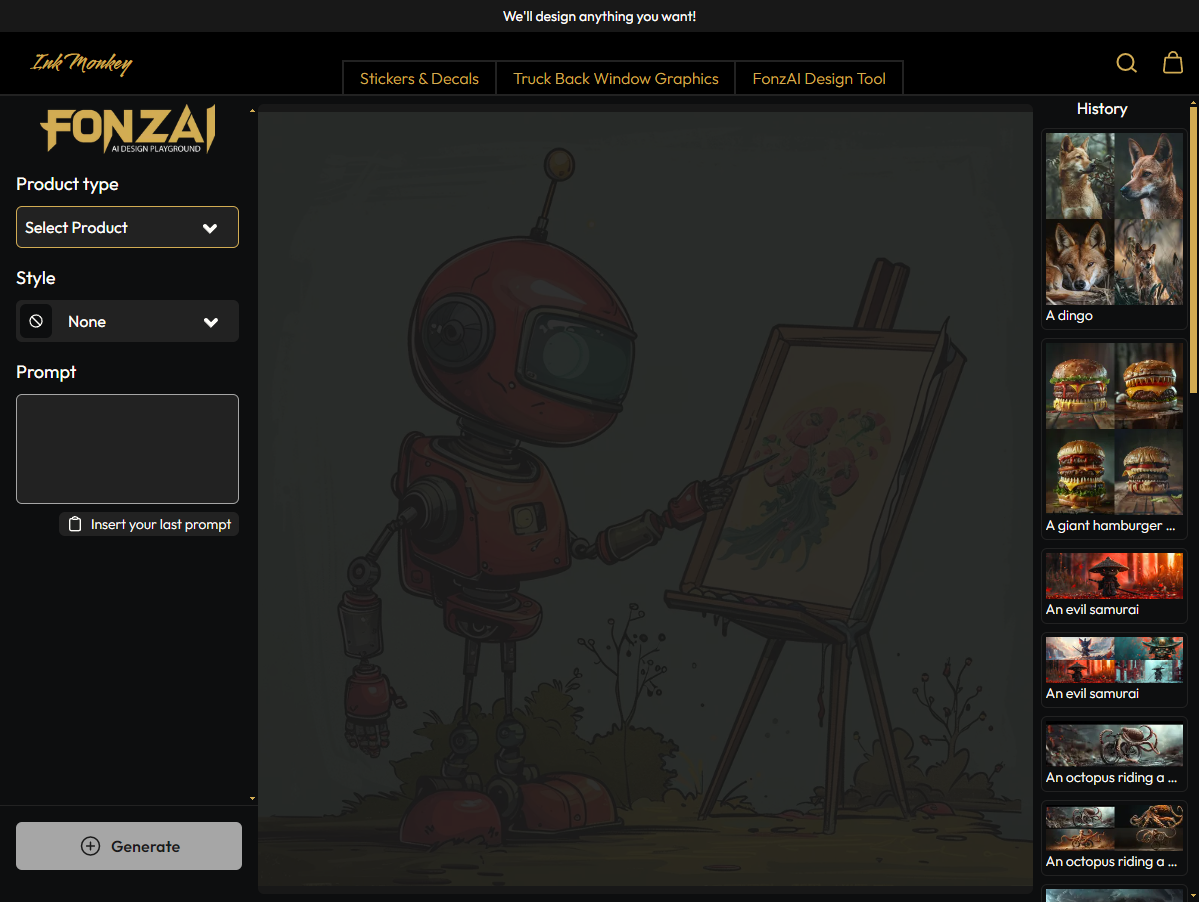 We'll design anything you want!
Ink Monkey
Stickers & Decals
Truck Back Window Graphics
FonzAI Design Tool
FONZAI
AI DESIGN PLAYGROUND
Product type
Select Product
Style
None
Prompt
Insert your last prompt
Generate
History
A dingo
A giant hamburger ...
An evil samurai
An evil samurai
An octopus riding a ...
An octopus riding a ...